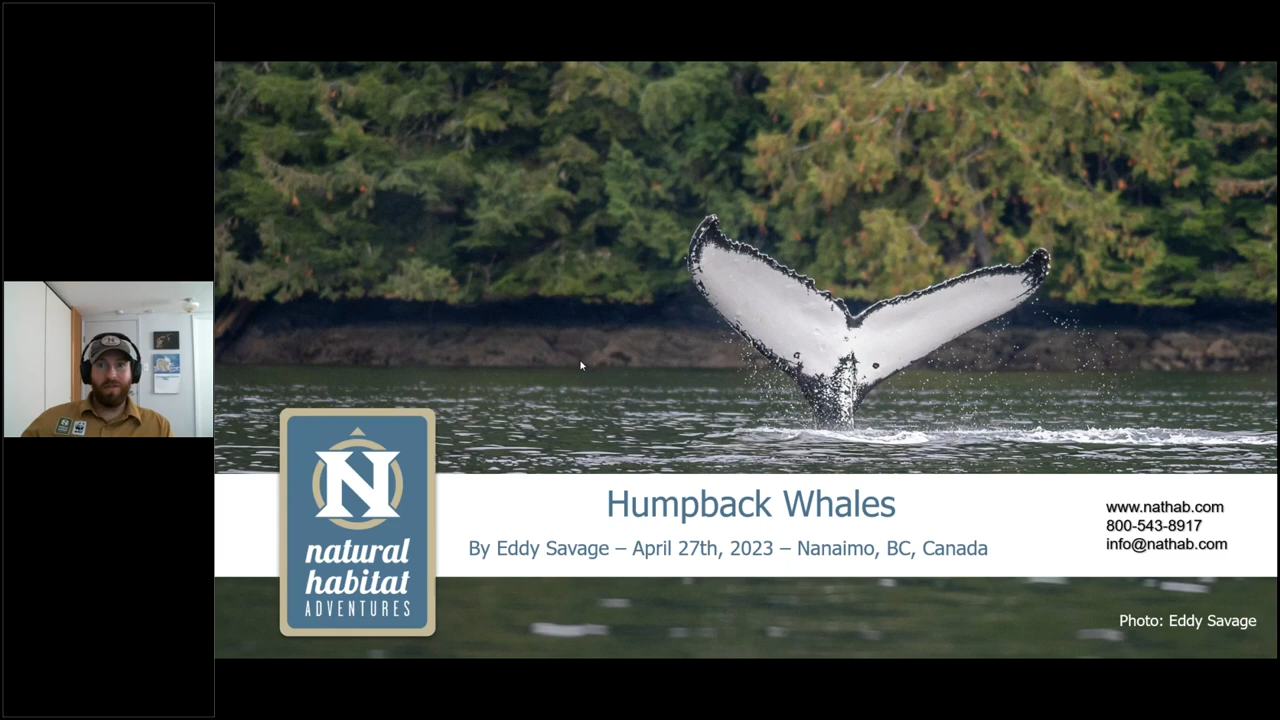 Humpback Whales
By Eddy Savage – April 27th, 2023 – Nanaimo, BC, Canada
www.nathab.com
800-543-8917
info@nathab.com
N
natural
habitat
ADVENTURES
Photo: Eddy Savage